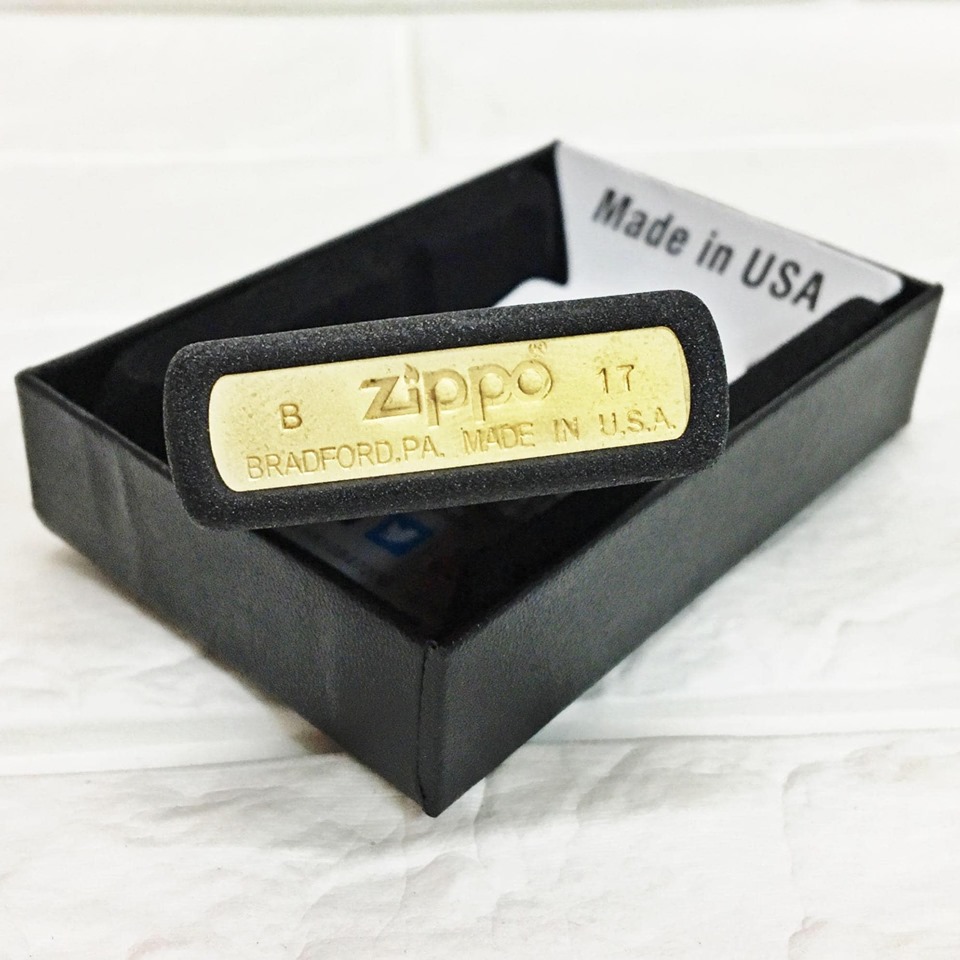 Made in USA
B zippo® 17
BRADFORD.PA. MADE IN U.S.A.